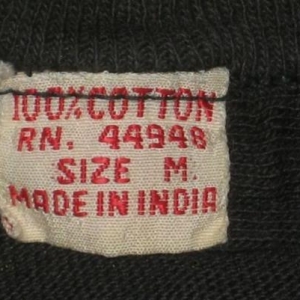 100% COTTON
RN. 44948
SIZE M.
MADE IN INDIA